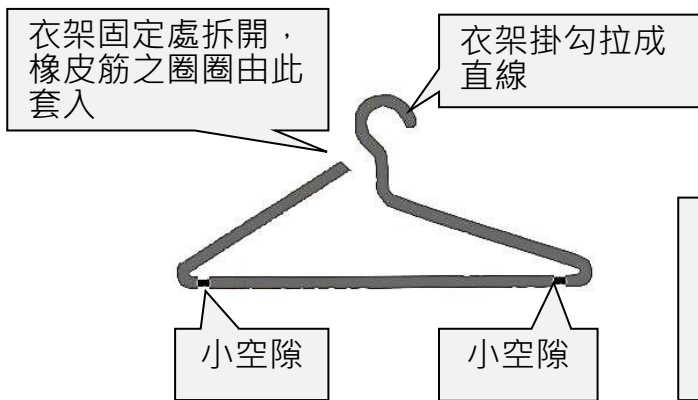 衣架固定處拆開，
橡皮筋之圈圈由此
套入
衣架掛勾拉成
直線
小空隙
小空隙